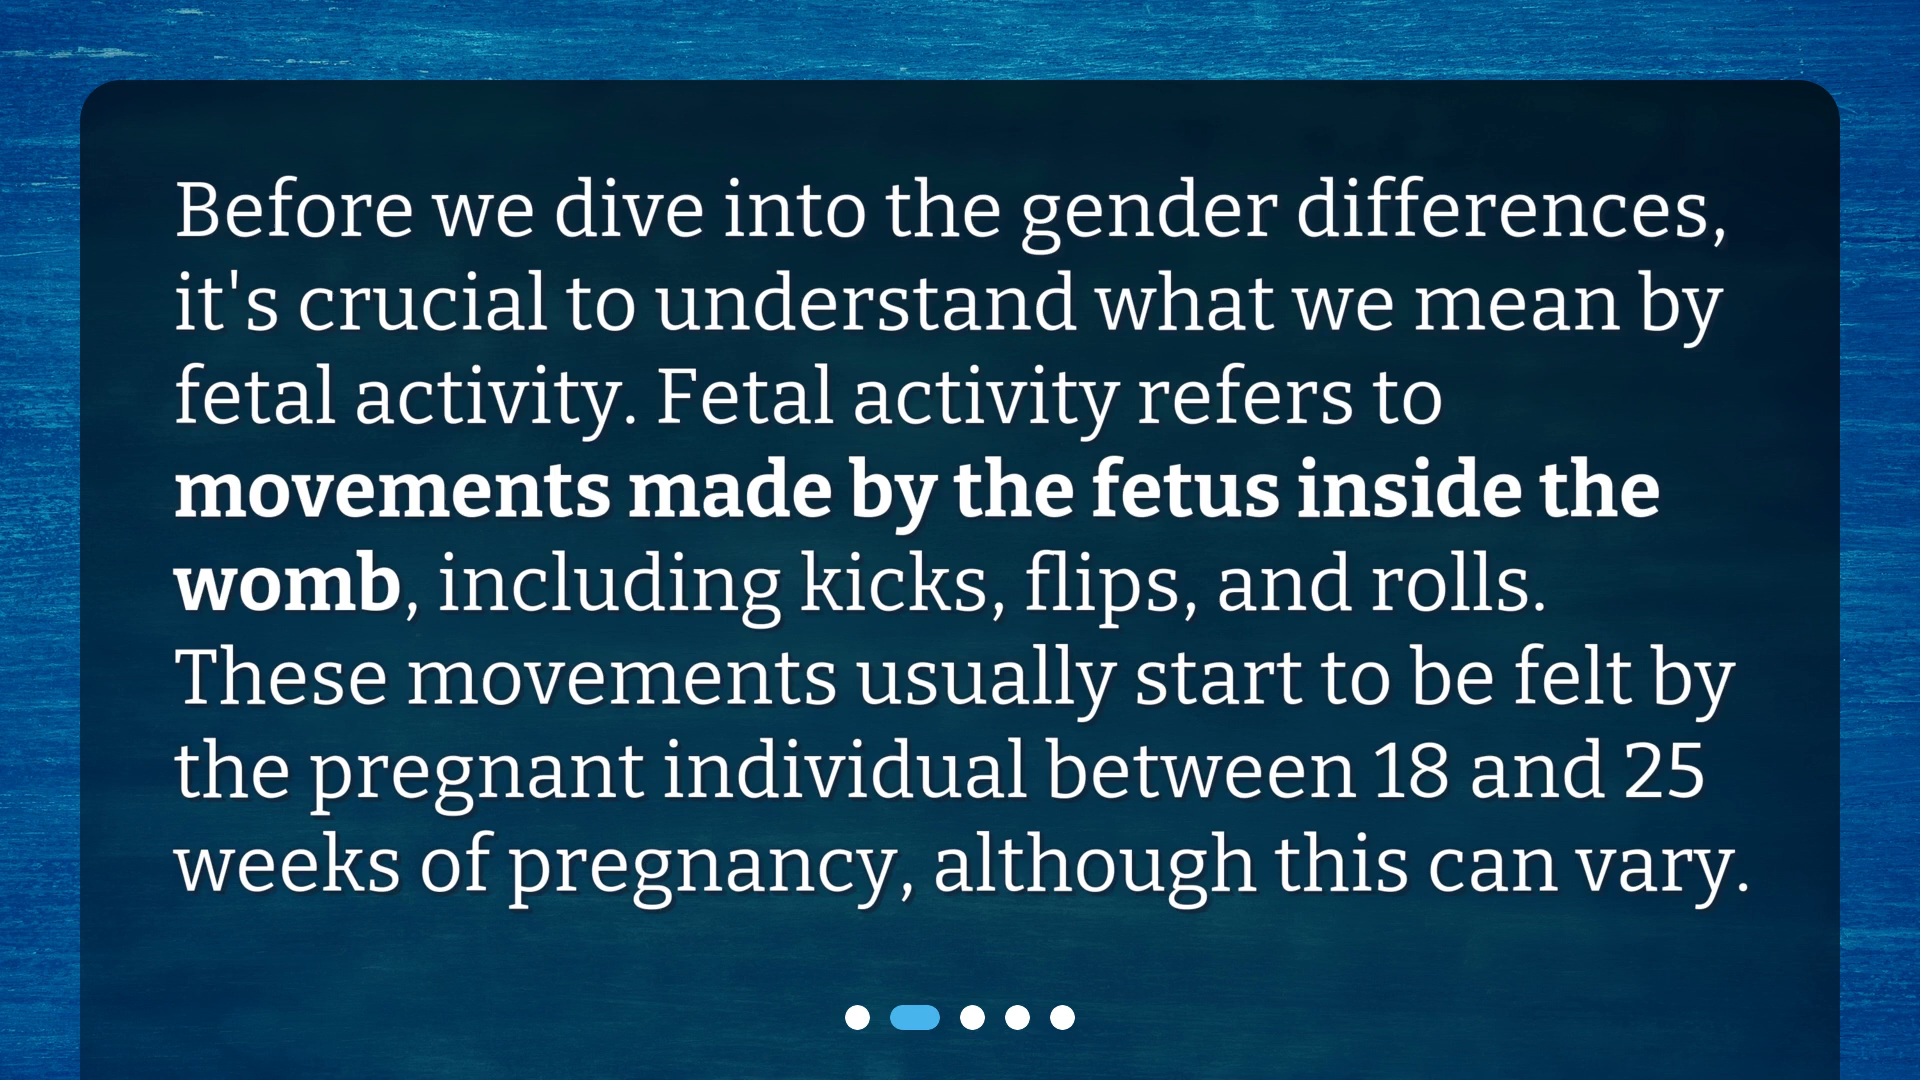 Before we dive into the gender differences,
it's crucial to understand what we mean by
fetal activity. Fetal activity refers to
movements made by the fetus inside the
womb, including kicks, flips, and rolls.
These movements usually start to be felt by
the pregnant individual between 18 and 25
weeks of pregnancy, although this can vary.